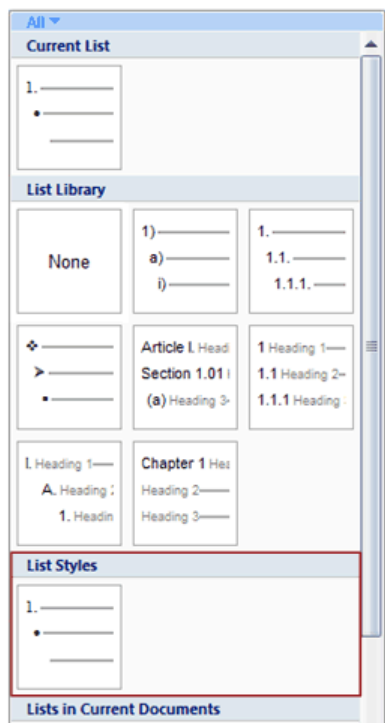 All
Current List
1.
List Library
None
1)
a)
i)
1.
1.1.
1.1.1.
Article I. Head
Section 1.01
(a) Heading 3
1 Heading 1
1.1 Heading 2
1.1.1 Heading
I. Heading 1
A. Heading 2
1. Headin
Chapter 1 Hea
Heading 2
Heading 3
List Styles
1.
Lists in Current Documents